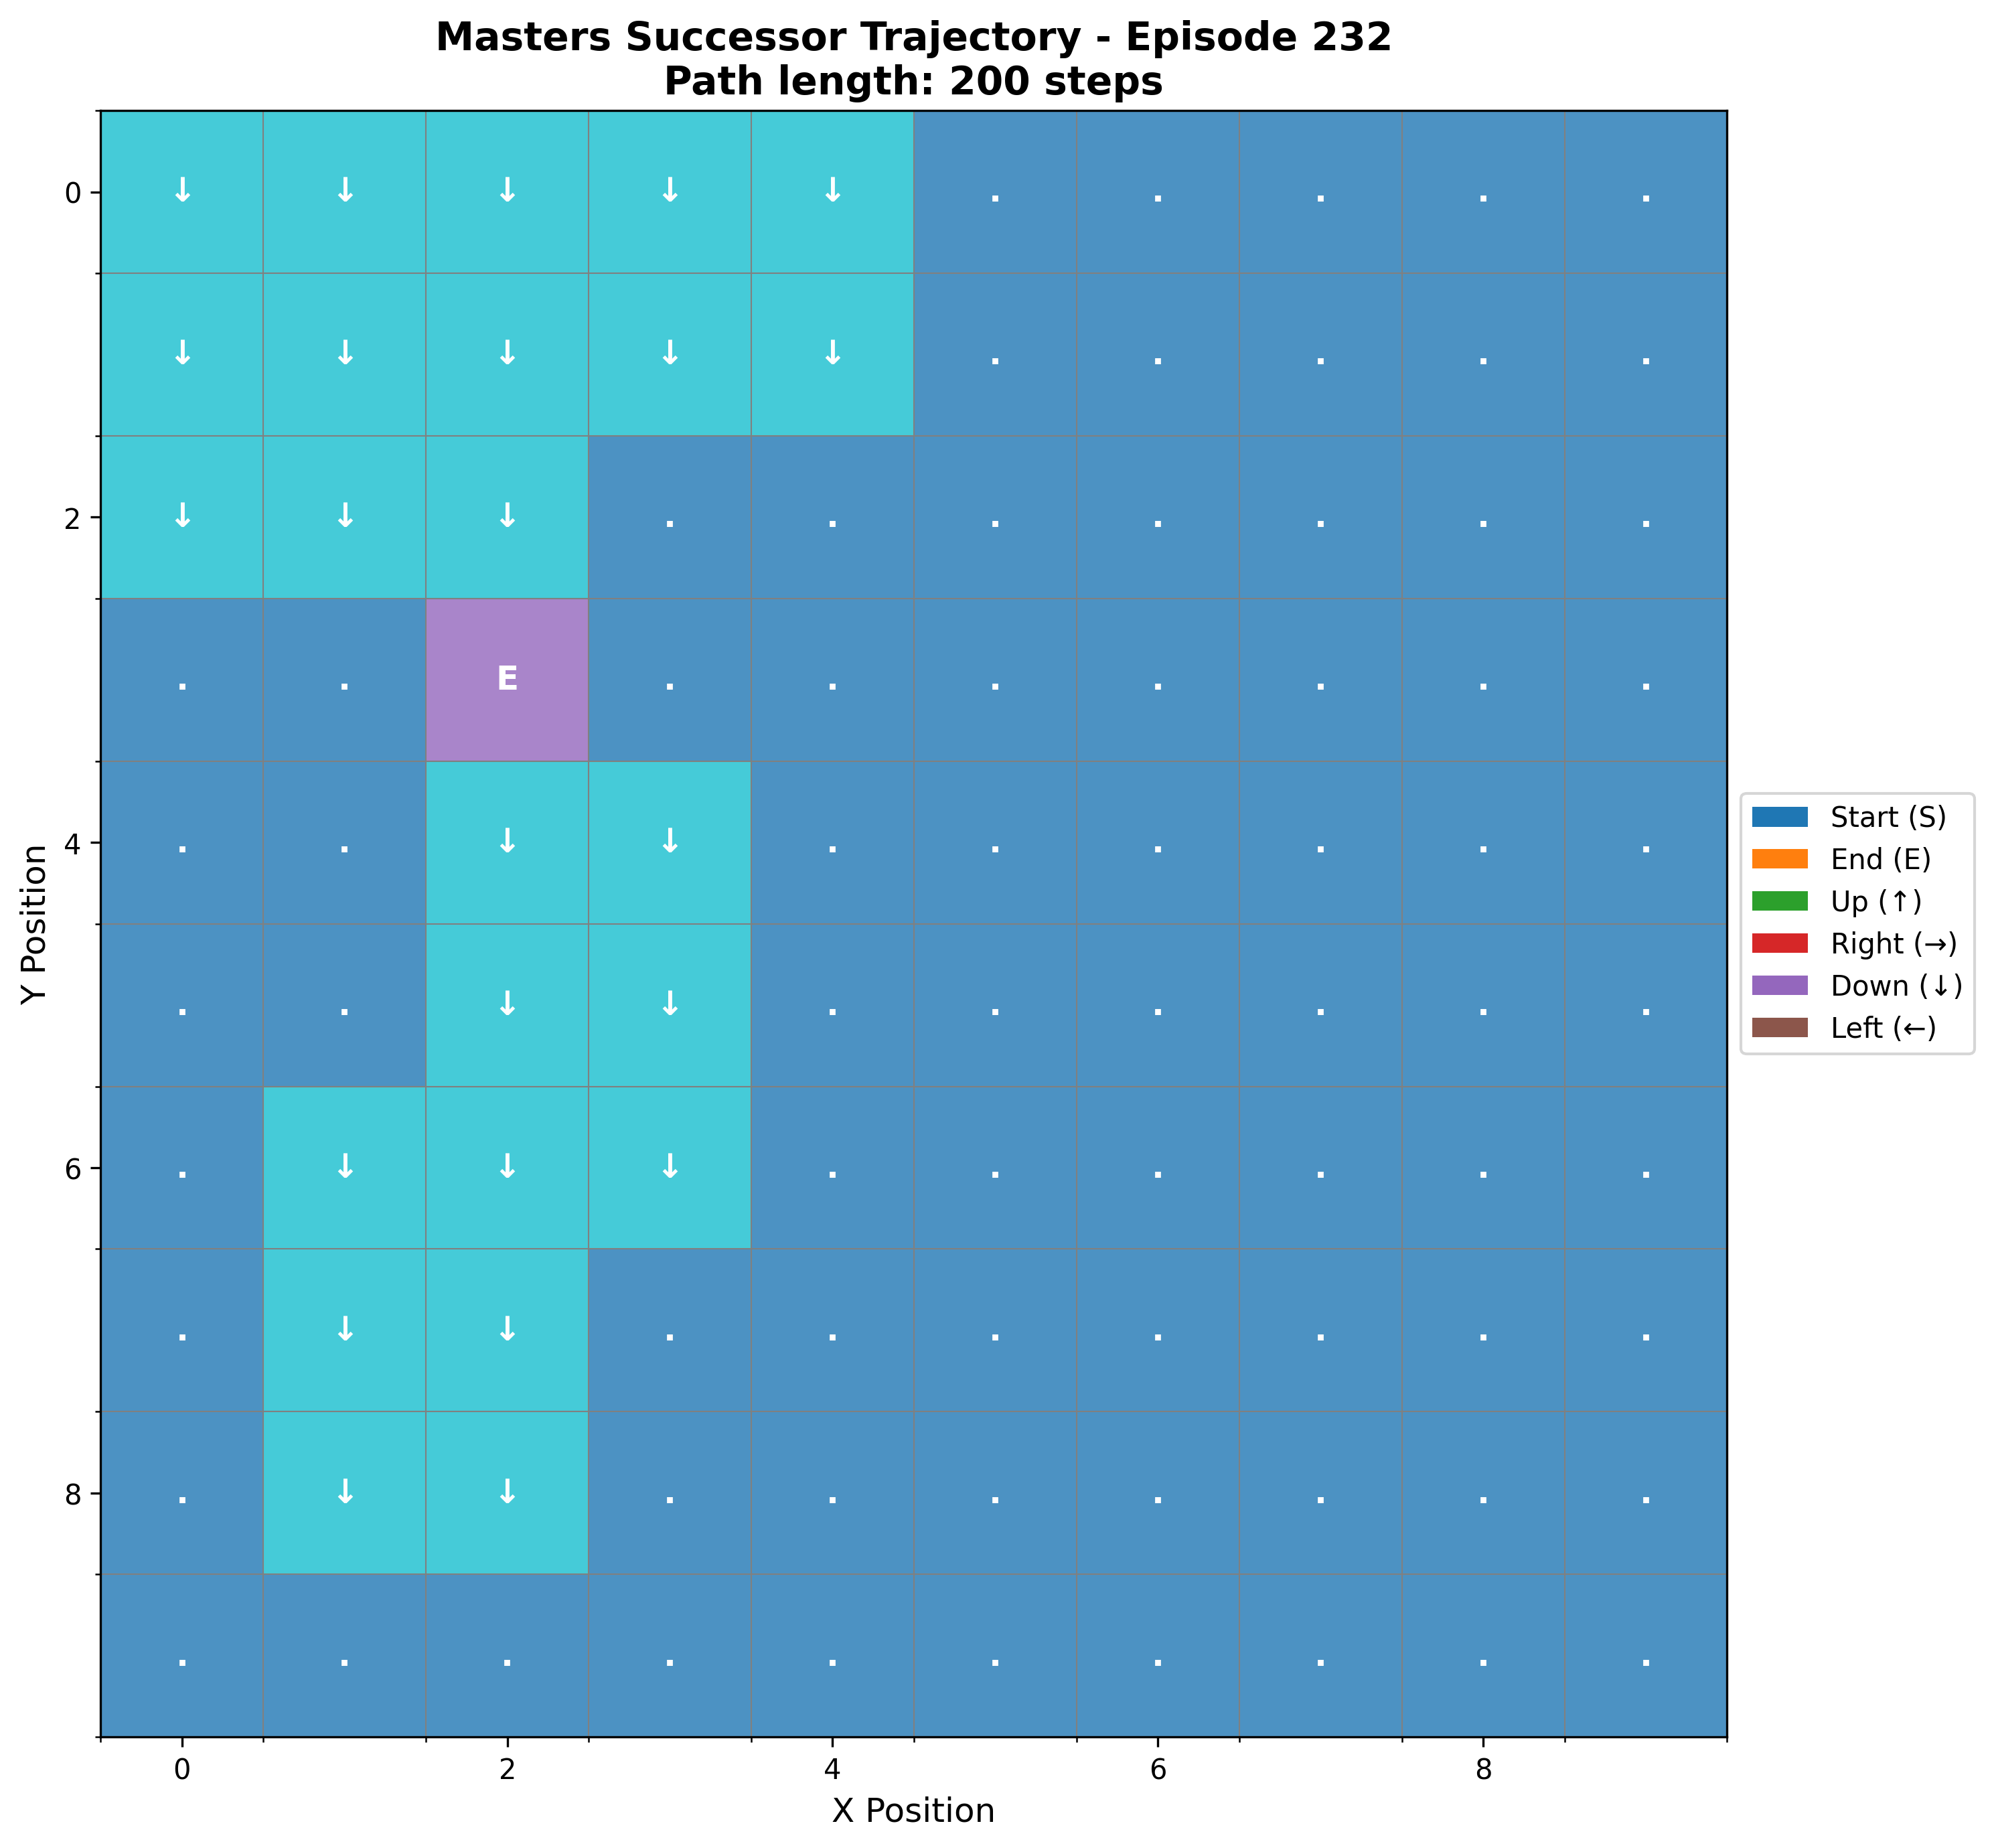 Masters Successor Trajectory - Episode 232
Path length: 200 steps
0 ↓ ↓ ↓ ↓ ↓ . . . . .
↓ ↓ ↓ ↓ ↓ . . . . .
2 ↓ ↓ ↓ . . . . . . .
. . E . . . . . . .
4 . . ↓ ↓ . . . . . .
. . ↓ ↓ . . . . . .
6 . ↓ ↓ ↓ . . . . . .
. ↓ ↓ . . . . . . .
8 . ↓ ↓ . . . . . . .
. . . . . . . . . .
0 2 4 6 8
X Position
Y Position
Start (S)
End (E)
Up (↑)
Right (→)
Down (↓)
Left (←)